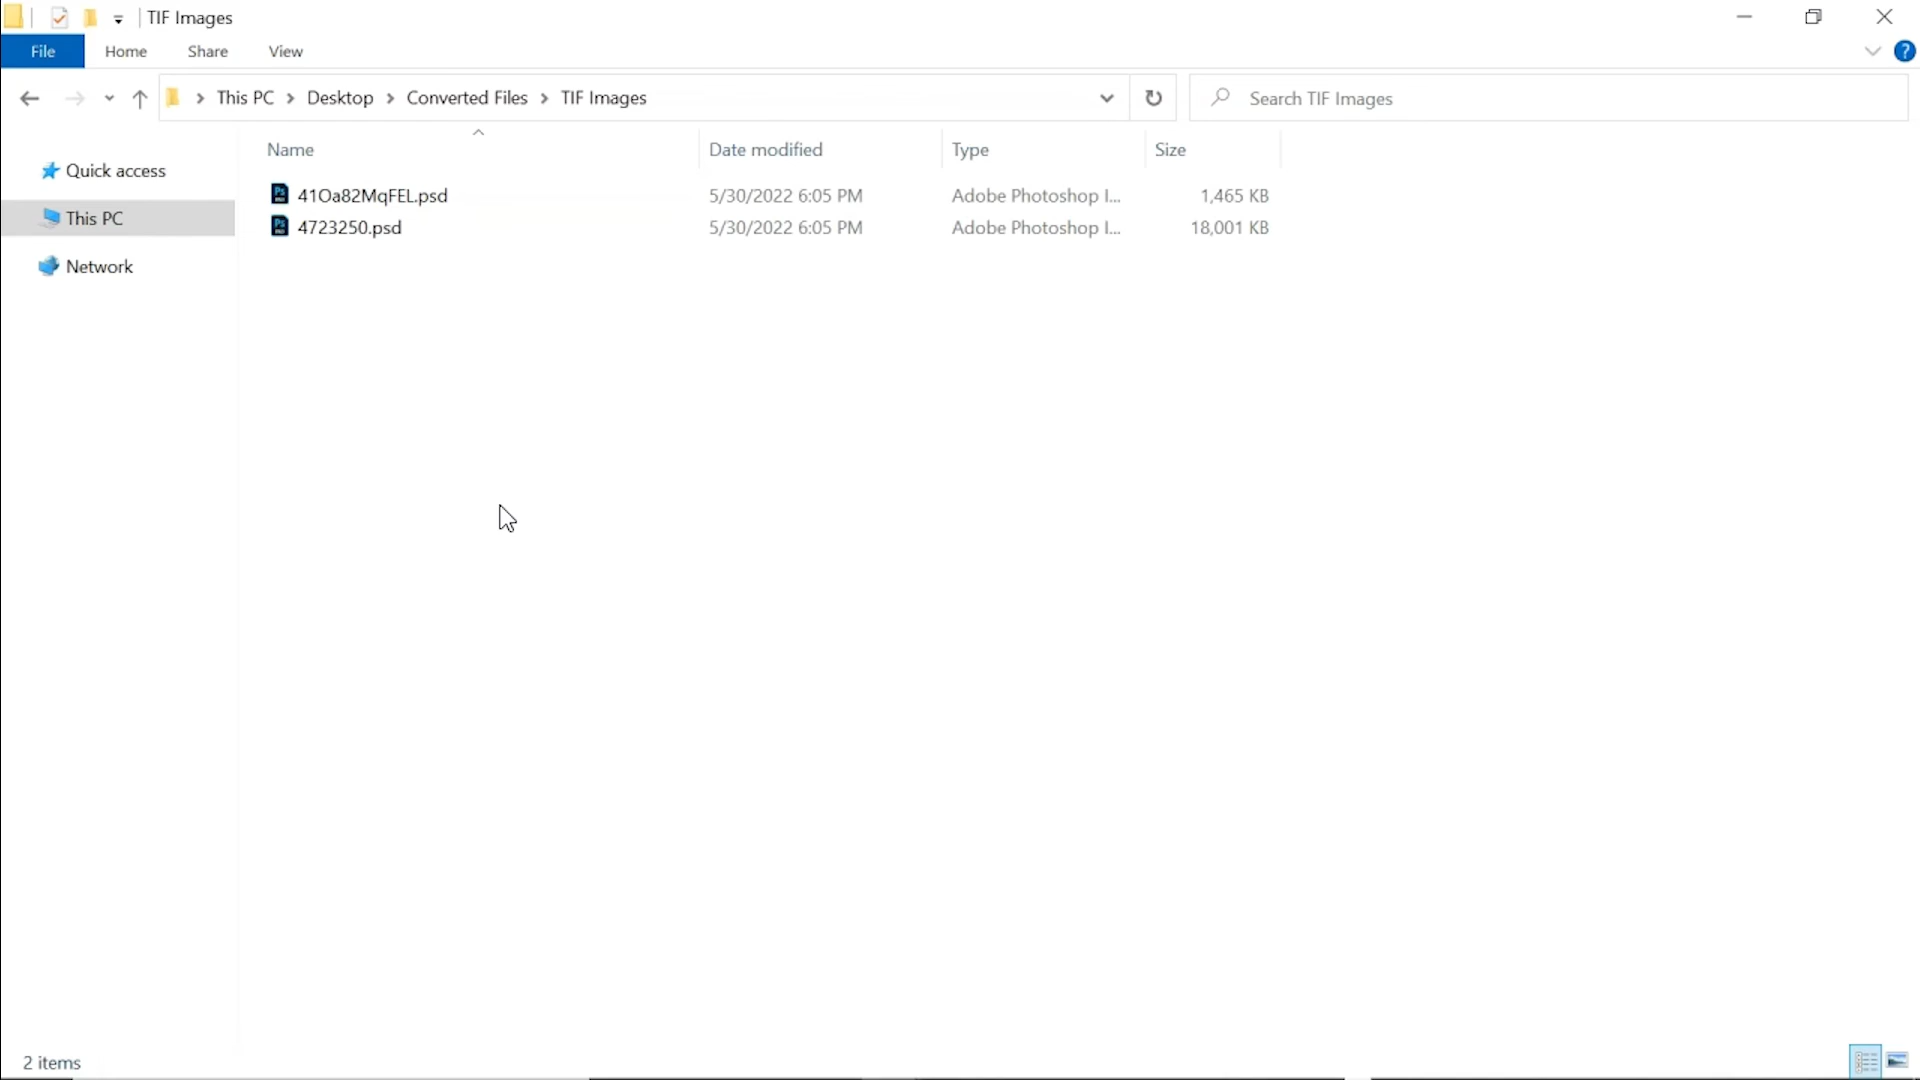 TIF Images
File Home Share View ?
This PC Desktop Converted Files TIF Images Search TIF Images
Name Date modified Type Size
Quick access
This PC
Network
41Oa82MqFEL.psd 5/30/2022 6:05 PM Adobe Photoshop I... 1,465 KB
4723250.psd 5/30/2022 6:05 PM Adobe Photoshop I... 18,001 KB
2 items